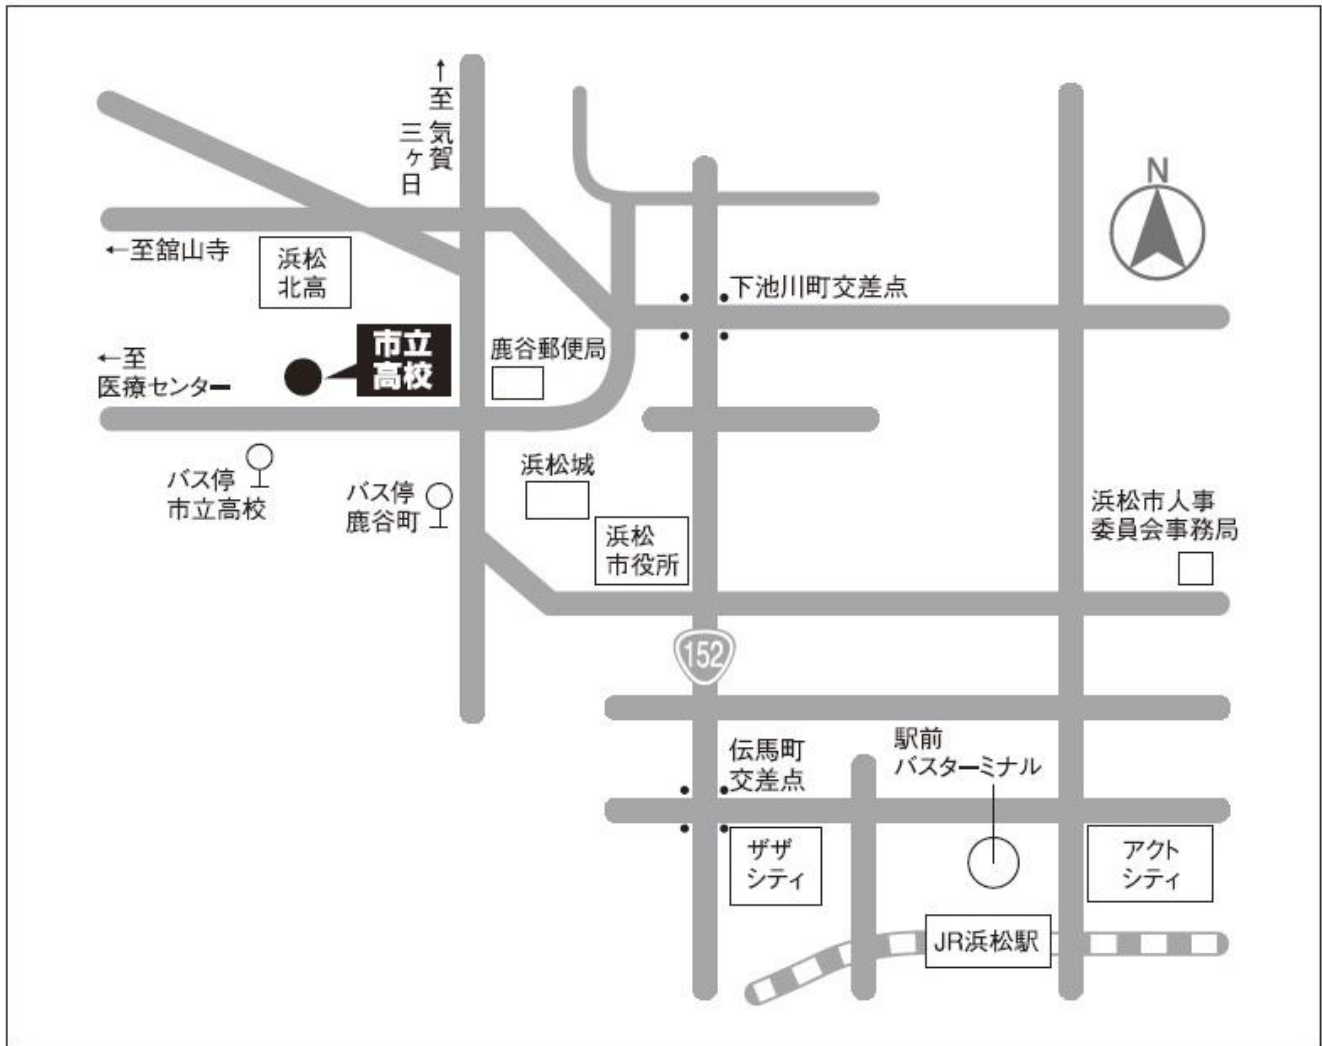 ↑至 気賀
三ヶ日
N
←至舘山寺
浜松
北高
下池川町交差点
市立
高校
鹿谷郵便局
←至
医療センター
浜松城
バス停
市立高校
バス停
鹿谷町
浜松
市役所
浜松市人事
委員会事務局
152
伝馬町
交差点
駅前
バスターミナル
ザザ
シティ
アクト
シティ
JR浜松駅